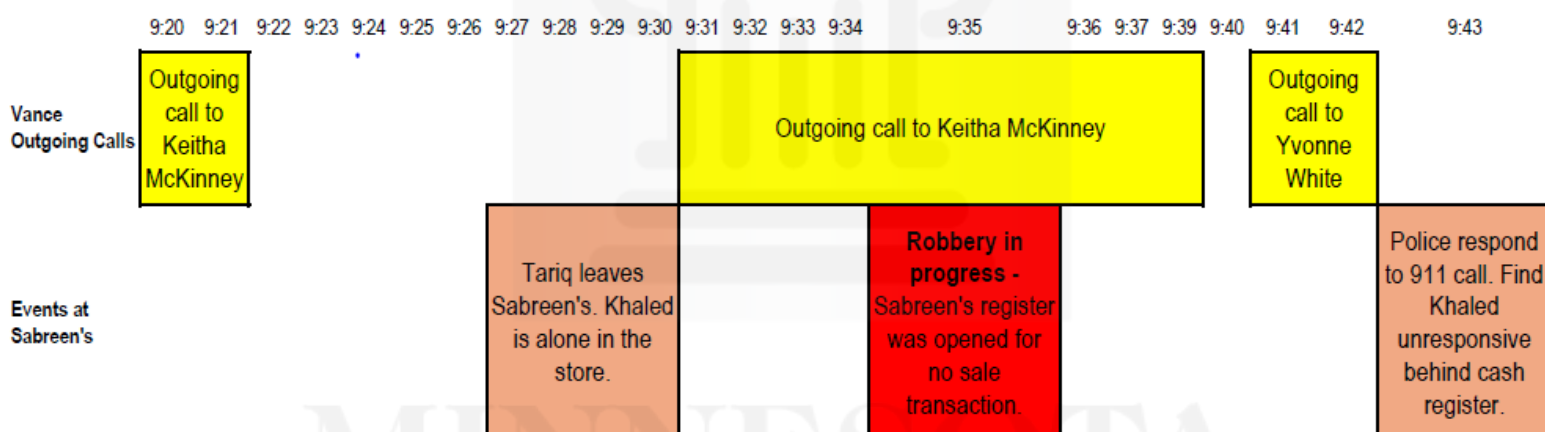 9:20 9:21 9:22 9:23 9:24 9:25 9:26 9:27 9:28 9:29 9:30 9:31 9:32 9:33 9:34 9:35 9:36 9:37 9:39 9:40 9:41 9:42 9:43
Vance
Outgoing Calls
Outgoing
call to
Keitha
McKinney
Outgoing call to Keitha McKinney
Outgoing
call to
Yvonne
White
Events at
Sabreen's
Tariq leaves
Sabreen's. Khaled
is alone in the
store.
Robbery in
progress -
Sabreen's register
was opened for
no sale
transaction.
Police respond
to 911 call. Find
Khaled
unresponsive
behind cash
register.
MINNESOTA